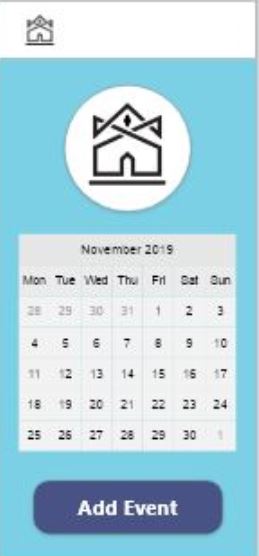 November 2019
Mon Tue Wed Thu Fri Sat Sun
28 29 30 31 1 2 3
4 5 6 7 8 9 10
11 12 13 14 15 16 17
18 19 20 21 22 23 24
25 26 27 28 29 30 1
Add Event